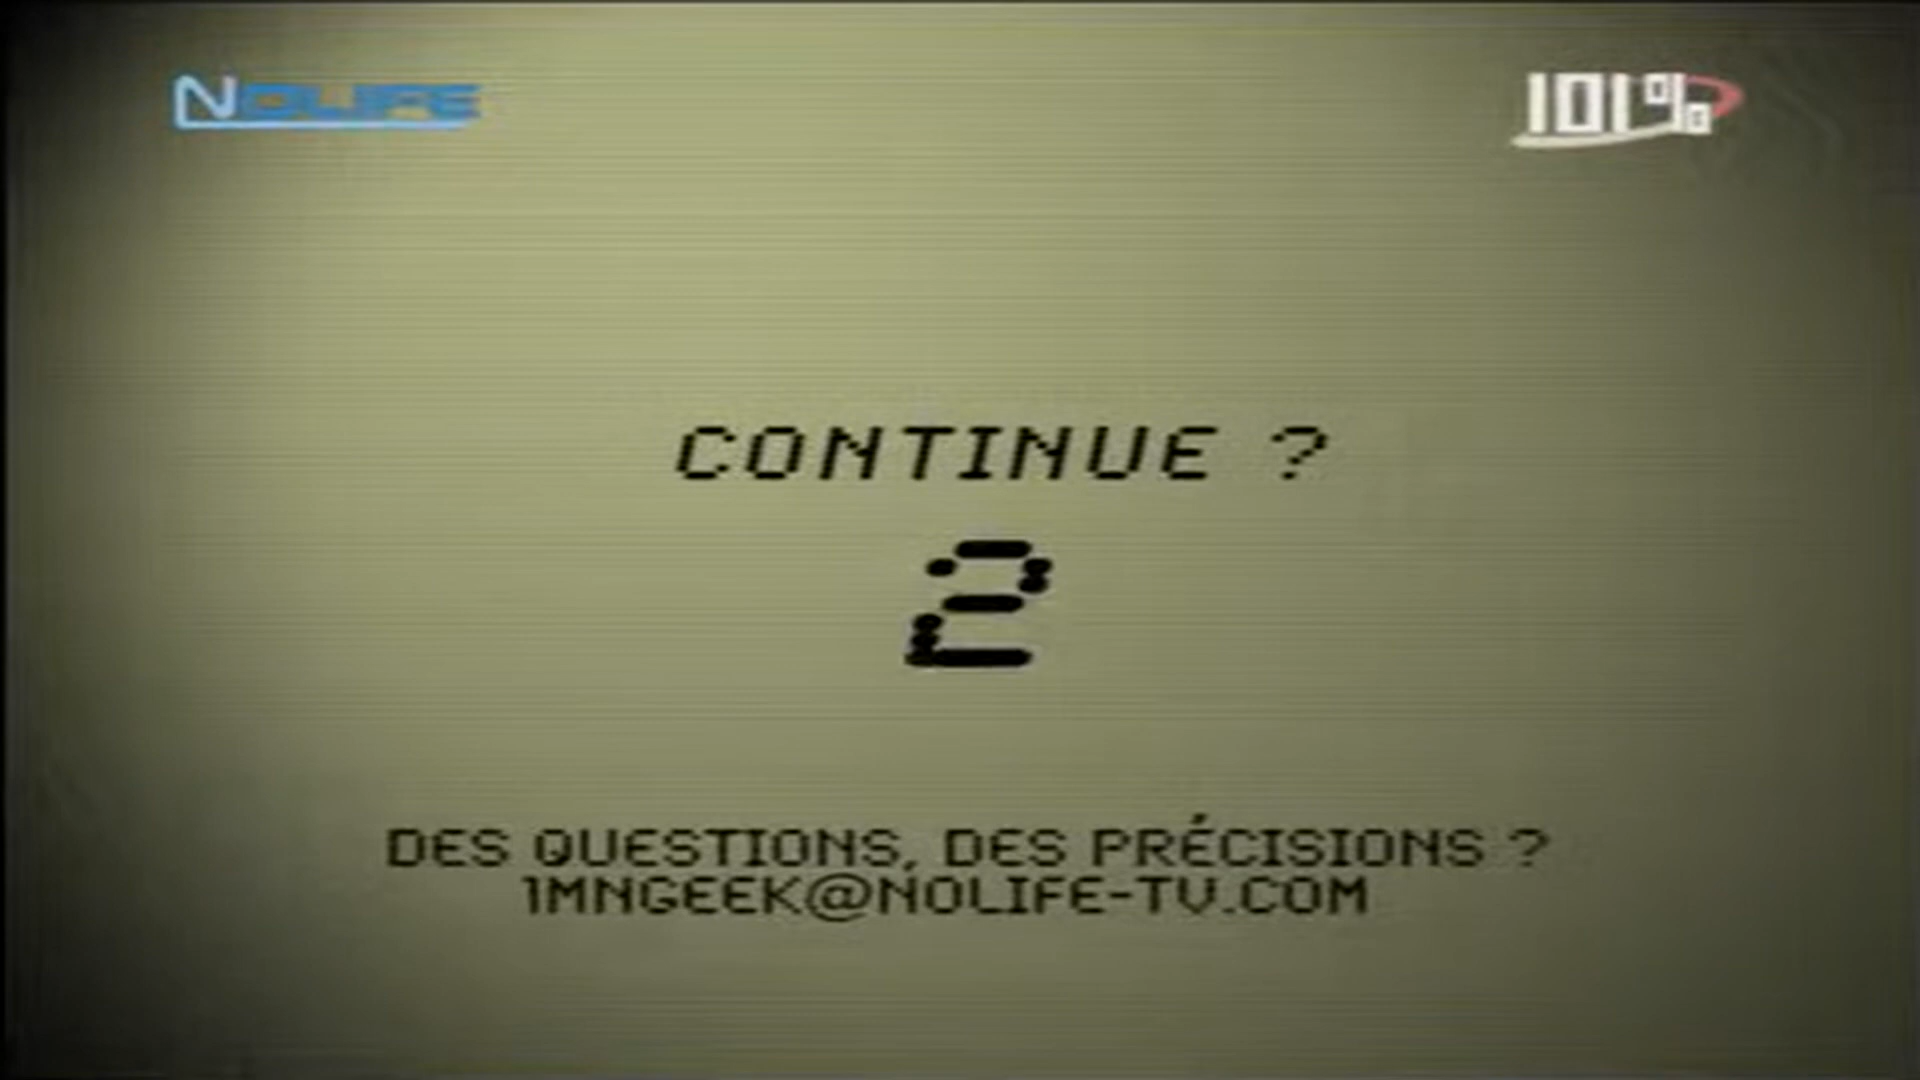 NOLIFE
101%
CONTINUE ?
2
DES QUESTIONS, DES PRÉCISIONS ?
1MNGEEK@NOLIFE-TV.COM